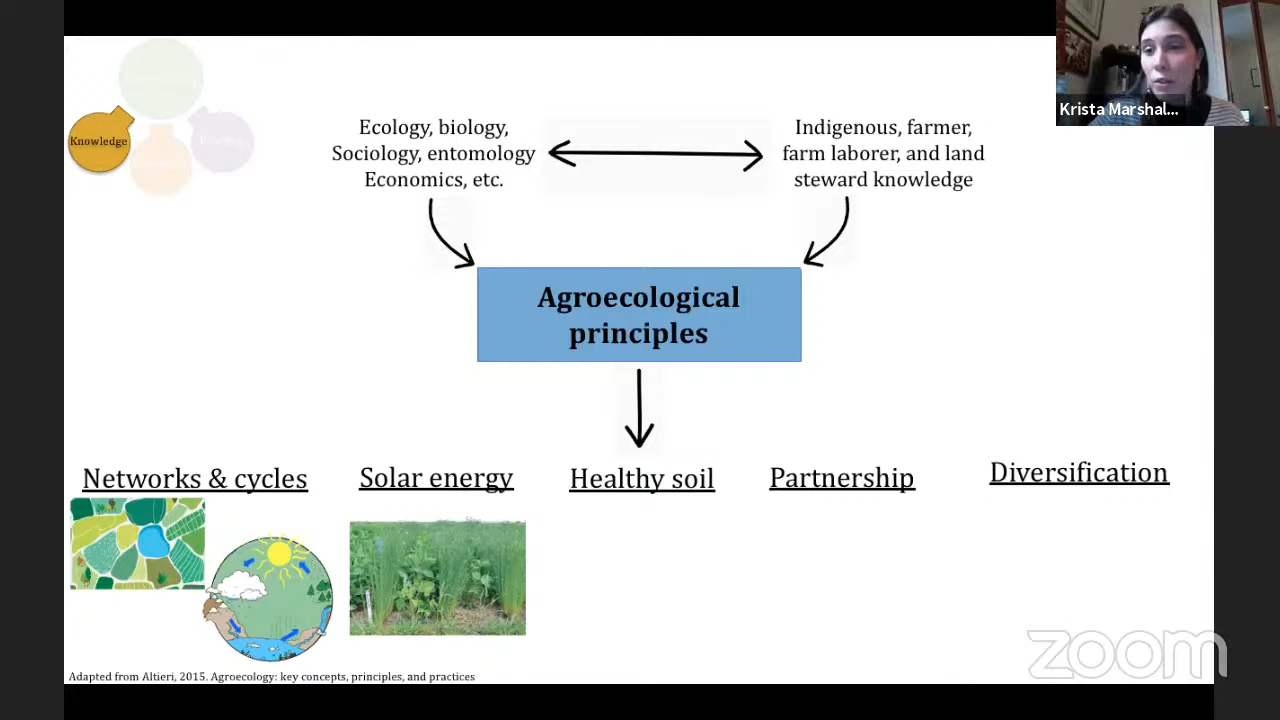 Knowledge
Ecology, biology,
Sociology, entomology
Economics, etc.
Indigenous, farmer,
farm laborer, and land
steward knowledge
Krista Marshal...
Agroecological
principles
Networks & cycles
Solar energy
Healthy soil
Partnership
Diversification
zoom
Adapted from Altieri, 2015. Agroecology: key concepts, principles, and practices